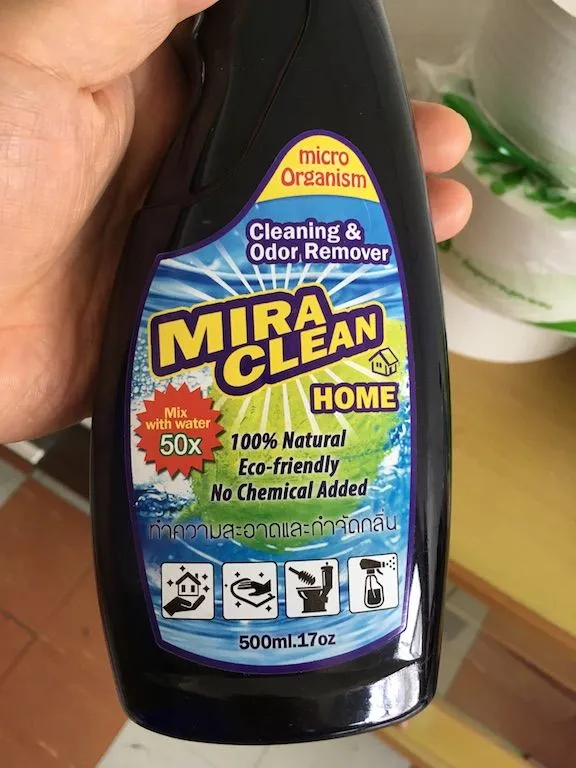 micro
Organism
Cleaning &
Odor Remover
MIRA
CLEAN
HOME
Mix
with water
50x
100% Natural
Eco-friendly
No Chemical Added
ทำความสะอาดและกำจัดกลิ่น
500ml.17oz